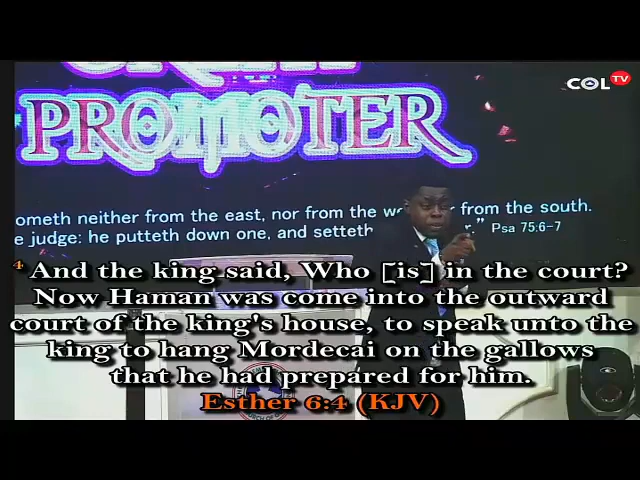 COL TV
PROMOTER
ometh neither from the east, nor from the from the south.
e judge: he putteth down one, and setteth r." Psa 75:6-7
4 And the king said, Who [is] in the court?
Now Haman was come into the outward
court of the king's house, to speak unto the
king to hang Mordecai on the gallows
that he had prepared for him.
Esther 6:4 (KJV)